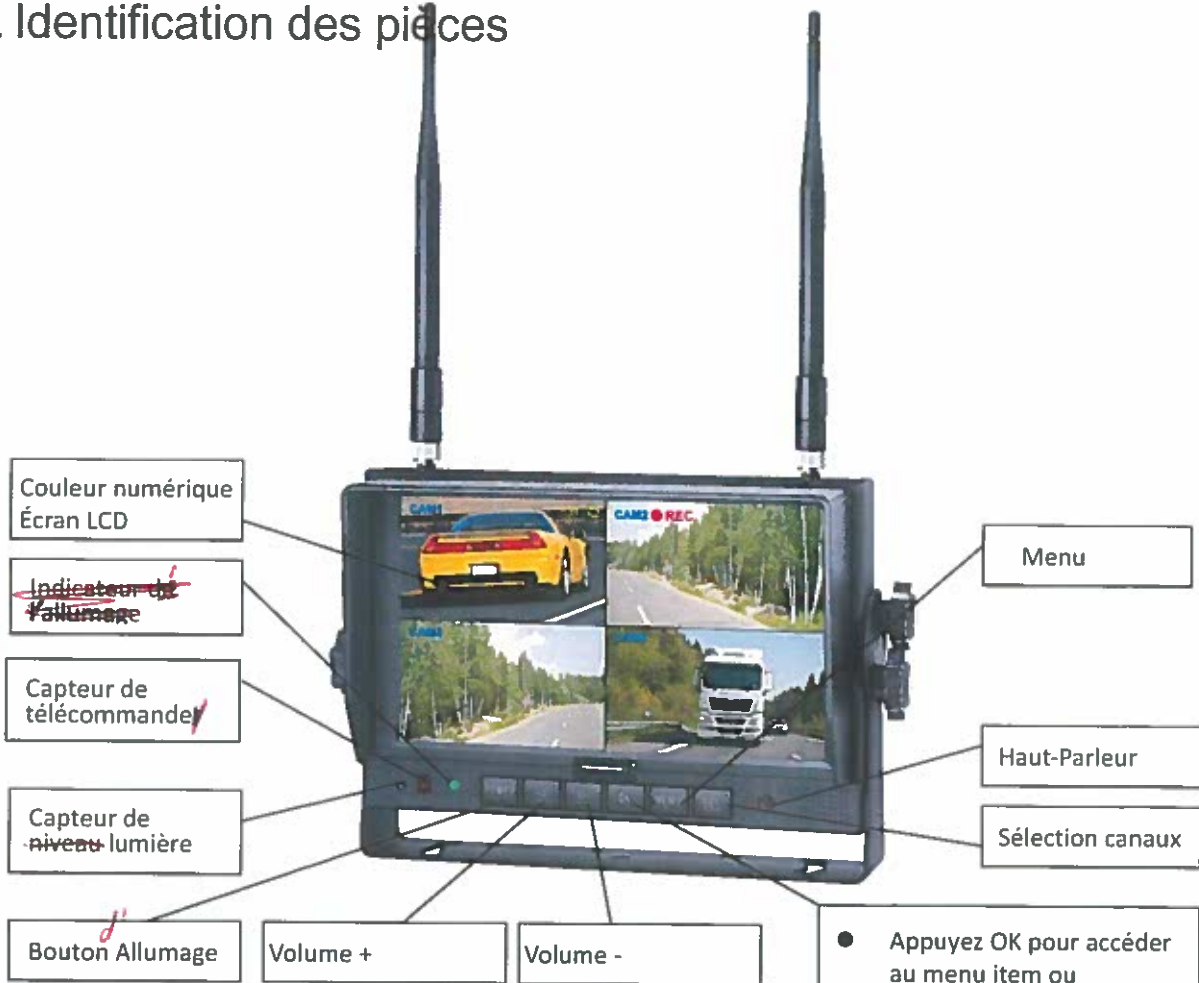 . Identification des pièces
CAM1
CAM2 REC
Couleur numérique
Écran LCD
Indicateur de
l'allumage
Capteur de
télécommande
Capteur de
niveau lumière
d'
Bouton Allumage
Volume +
Volume -
Menu
Haut-Parleur
Sélection canaux
● Appuyez OK pour accéder
au menu item ou